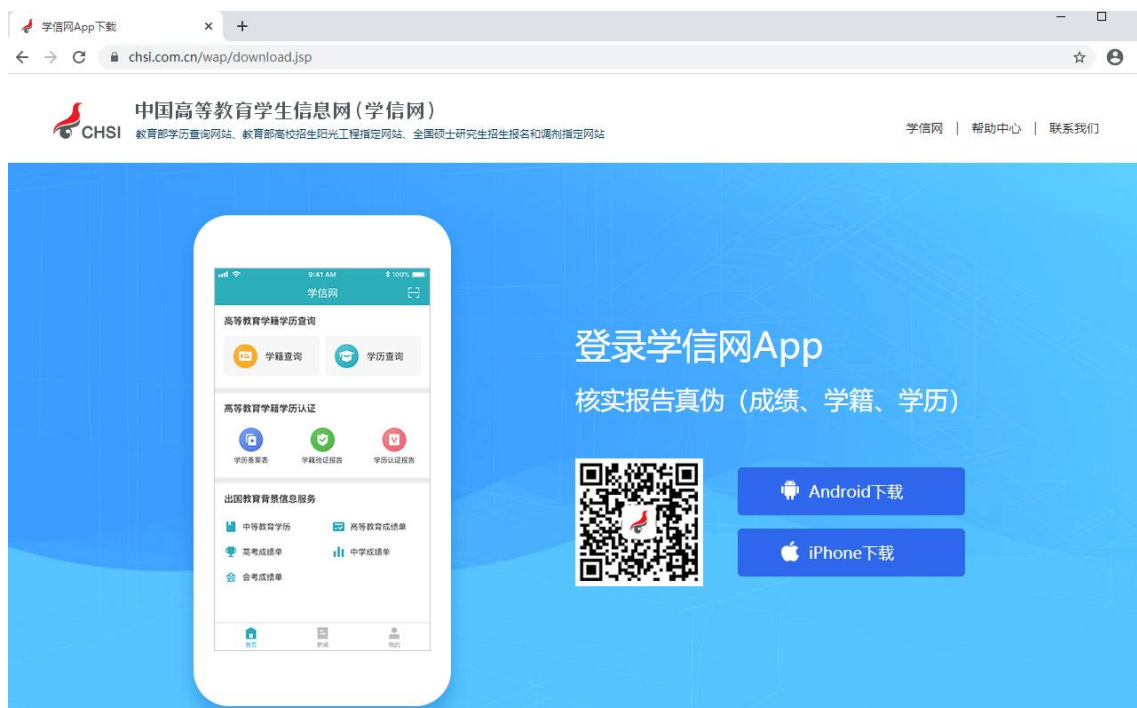 学信网App下载
chsi.com.cn/wap/download.jsp
CHSI
中国高等教育学生信息网(学信网)
教育部学历查询网站、教育部高校招生阳光工程指定网站、全国硕士研究生招生报名和调剂指定网站
学信网 | 帮助中心 | 联系我们
9:41 AM 100%
学信网
高等教育学籍学历查询
学籍查询 学历查询
高等教育学籍学历认证
学历备案表 学籍验证报告 学历认证报告
出国教育背景信息服务
中等教育学历 高等教育成绩单
高考成绩单 中学成绩单
会 会考成绩单
首页 新闻 我的
登录学信网App
核实报告真伪（成绩、学籍、学历）
Android下载
iPhone下载